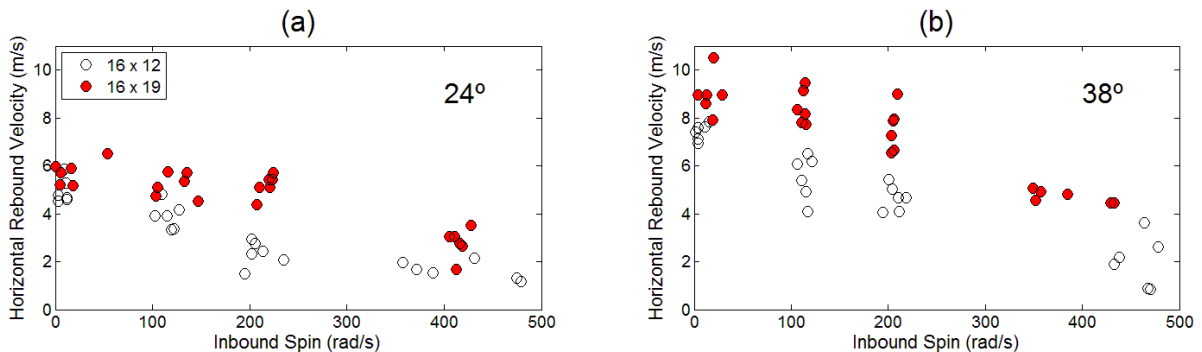 (a)
Horizontal Rebound Velocity (m/s)
10
8
6
4
2
0
16 x 12
16 x 19
24º
0 100 200 300 400 500
Inbound Spin (rad/s)
(b)
Horizontal Rebound Velocity (m/s)
10
8
6
4
2
0
38º
0 100 200 300 400 500
Inbound Spin (rad/s)